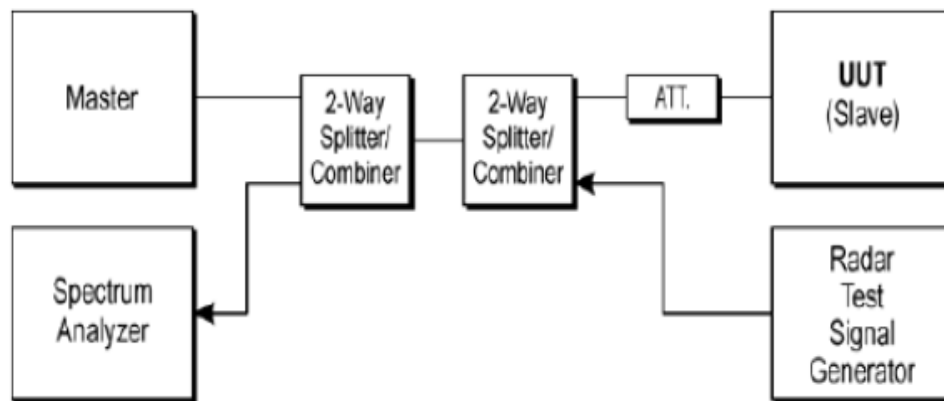 Master
2-Way
Splitter/
Combiner
2-Way
Splitter/
Combiner
ATT.
UUT
(Slave)
Spectrum
Analyzer
Radar
Test
Signal
Generator